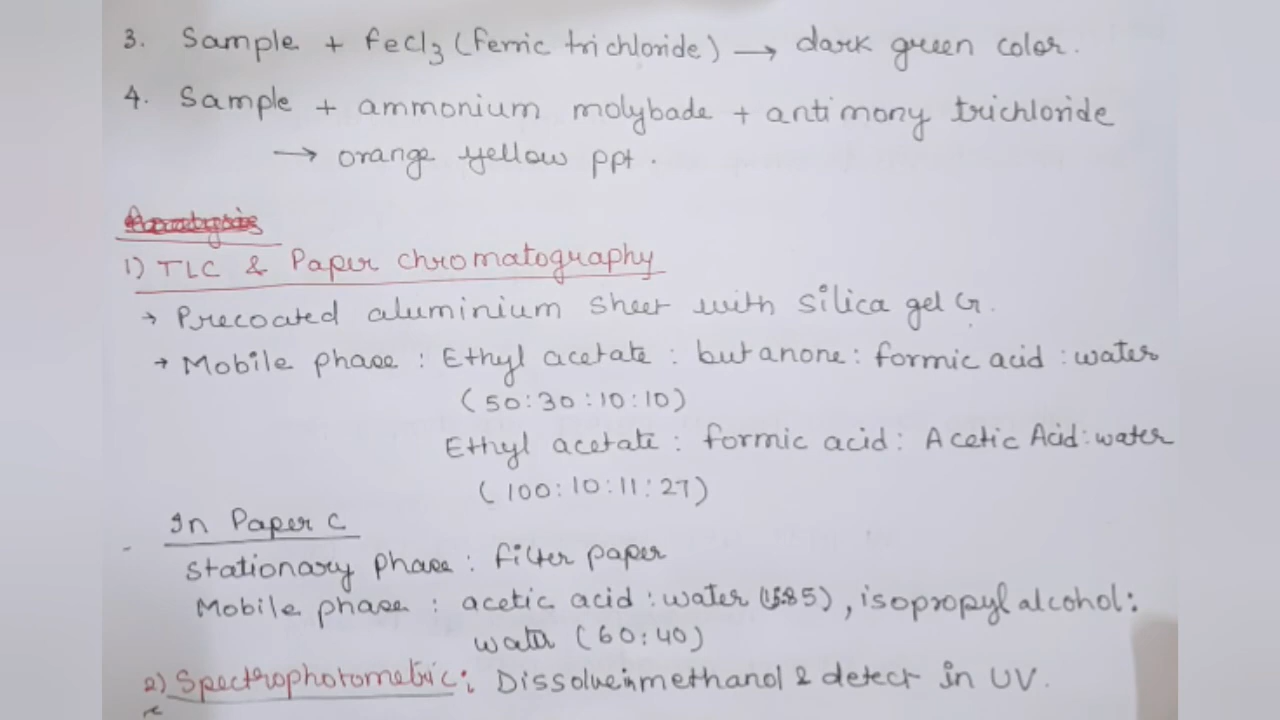 3. Sample + FeCl3 (Ferric trichloride) → dark green color.
4. Sample + ammonium molybade + antimony trichloride
→ orange yellow ppt.
1) TLC & Paper chromatography
→ Precoated aluminium sheet with silica gel G.
→ Mobile phase : Ethyl acetate : butanone : formic acid : water
(50:30:10:10)
Ethyl acetate : formic acid : Acetic Acid : water
(100:10:11:27)
In Paper C
Stationary phase : filter paper
Mobile phase : acetic acid : water (15:85), isopropyl alcohol :
water (60:40)
2) Spectrophotometric : Dissolve in methanol & detect in UV.